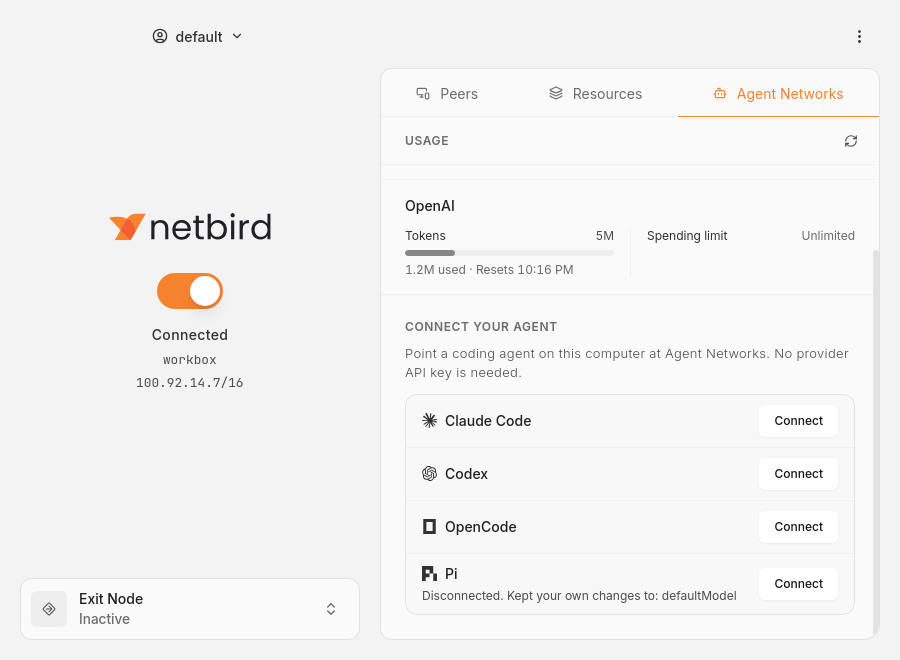 default
Peers
Resources
Agent Networks
USAGE
OpenAI
Tokens 5M
Spending limit Unlimited
1.2M used · Resets 10:16 PM
netbird
Connected
workbox
100.92.14.7/16
CONNECT YOUR AGENT
Point a coding agent on this computer at Agent Networks. No provider
API key is needed.
Claude Code Connect
Codex Connect
OpenCode Connect
Pi
Disconnected. Kept your own changes to: defaultModel
Connect
Exit Node
Inactive